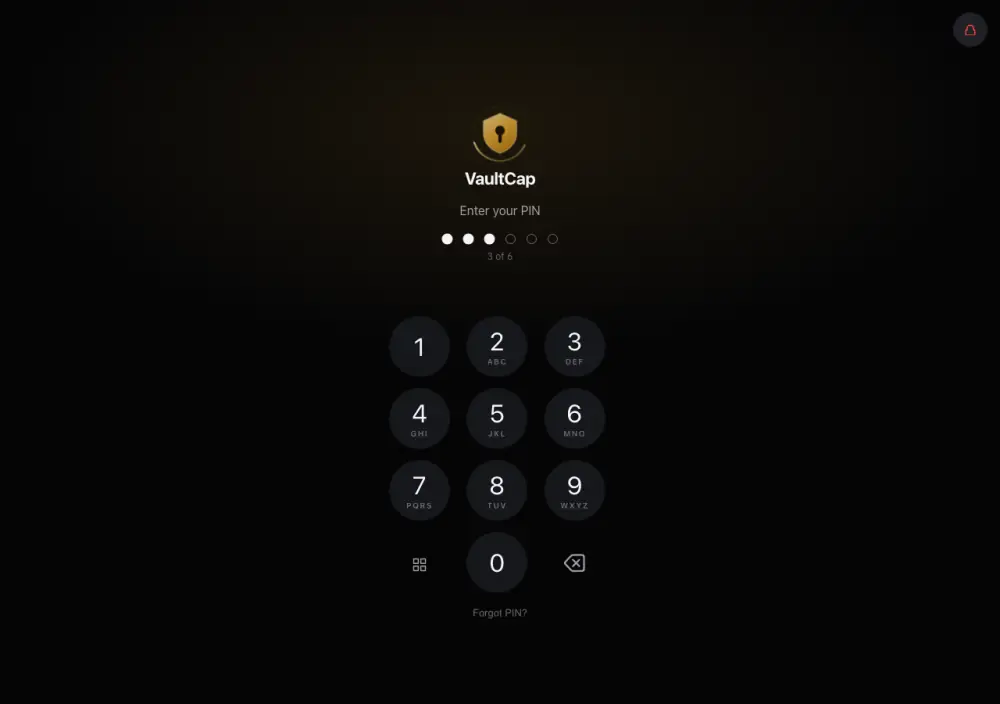 VaultCap
Enter your PIN
3 of 6
1
2
3
ABC
DEF
4
5
6
GHI
JKL
MNO
7
8
9
PQRS
TUV
WXYZ
0
Forgot PIN?